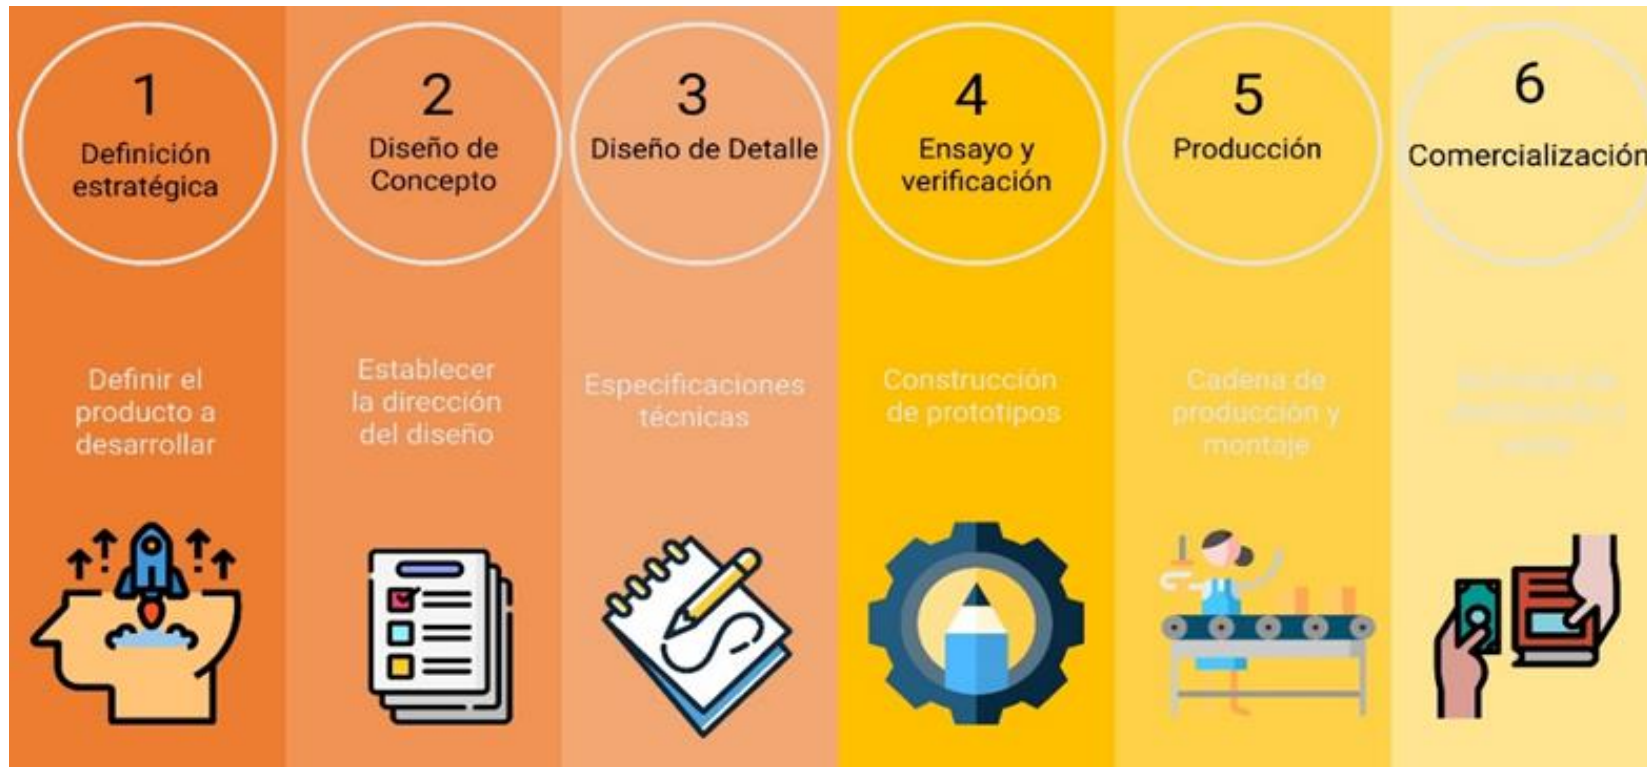 1
Definición
estratégica
Definir el
producto a
desarrollar
2
Diseño de
Concepto
Establecer
la dirección
del diseño
3
Diseño de Detalle
Especificaciones
técnicas
4
Ensayo y
verificación
Construcción
de prototipos
5
Producción
Cadena de
producción y
montaje
6
Comercialización